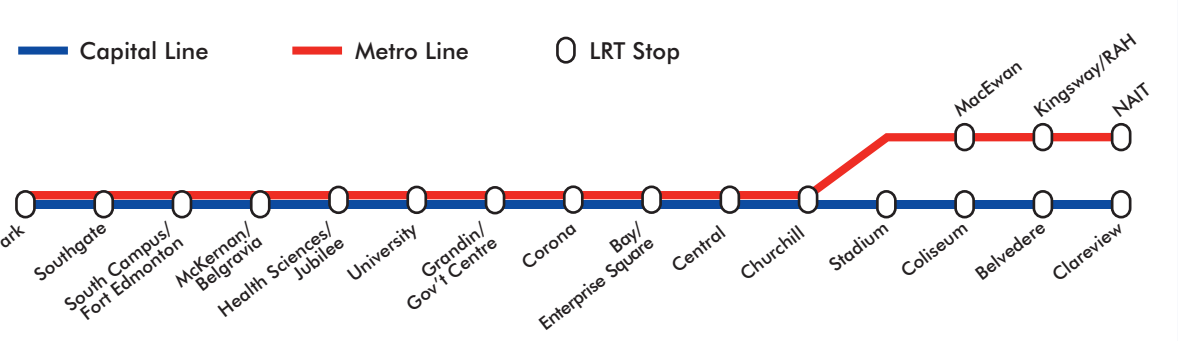 Capital Line
Metro Line
LRT Stop
MacEwan
Kingsway/RAH
NAIT
ark
Southgate
South Campus/
Fort Edmonton
McKernan/
Belgravia
Health Sciences/
Jubilee
University
Grandin/
Gov't Centre
Corona
Bay/
Enterprise Square
Central
Churchill
Stadium
Coliseum
Belvedere
Clareview